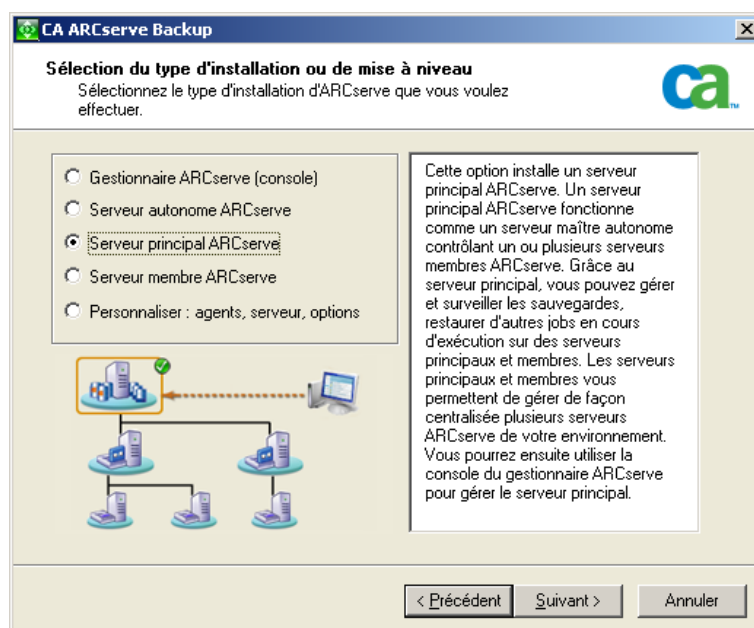 CA ARCserve Backup
Sélection du type d'installation ou de mise à niveau
Sélectionnez le type d'installation d'ARCserve que vous voulez
effectuer.
ca TM
Gestionnaire ARCserve (console)
Serveur autonome ARCserve
Serveur principal ARCserve
Serveur membre ARCserve
Personnaliser : agents, serveur, options
Cette option installe un serveur
principal ARCserve. Un serveur
principal ARCserve fonctionne
comme un serveur maître autonome
contrôlant un ou plusieurs serveurs
membres ARCserve. Grâce au
serveur principal, vous pouvez gérer
et surveiller les sauvegardes,
restaurer d'autres jobs en cours
d'exécution sur des serveurs
principaux et membres. Les serveurs
principaux et membres vous
permettent de gérer de façon
centralisée plusieurs serveurs
ARCserve de votre environnement.
Vous pourrez ensuite utiliser la
console du gestionnaire ARCserve
pour gérer le serveur principal.
< Précédent
Suivant >
Annuler